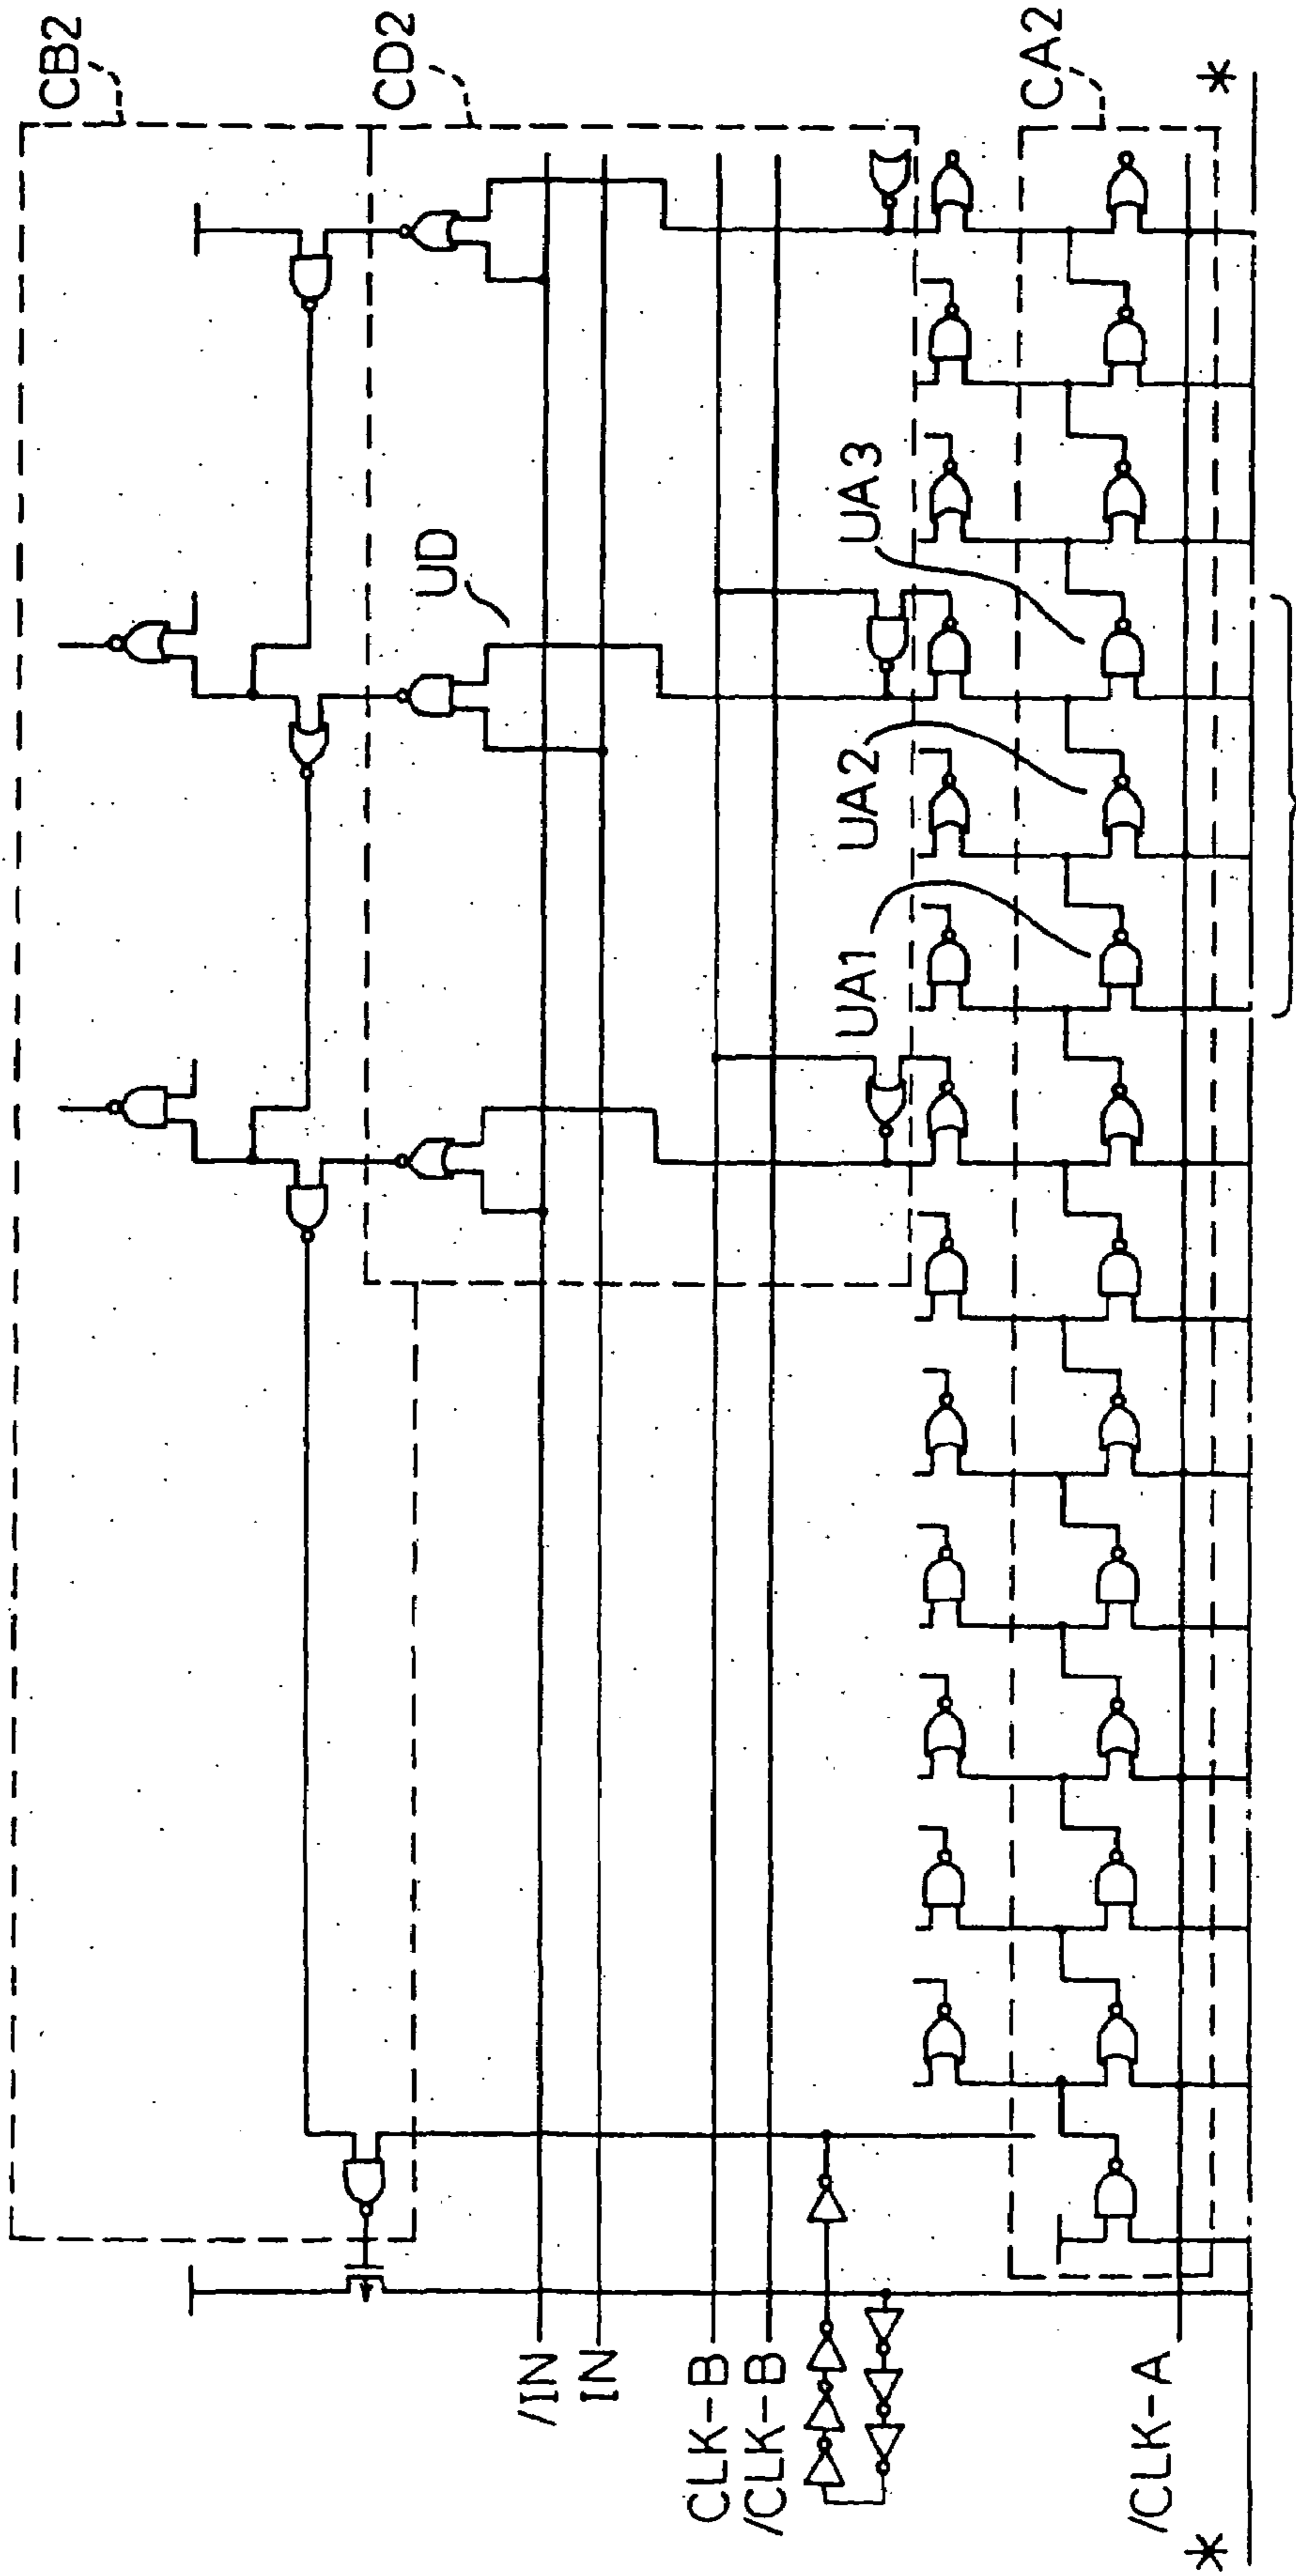 CB2
CD2
CA2
*
UD
UA3
UA2
UA1
/IN
IN
CLK-B
/CLK-B
/CLK-A
*